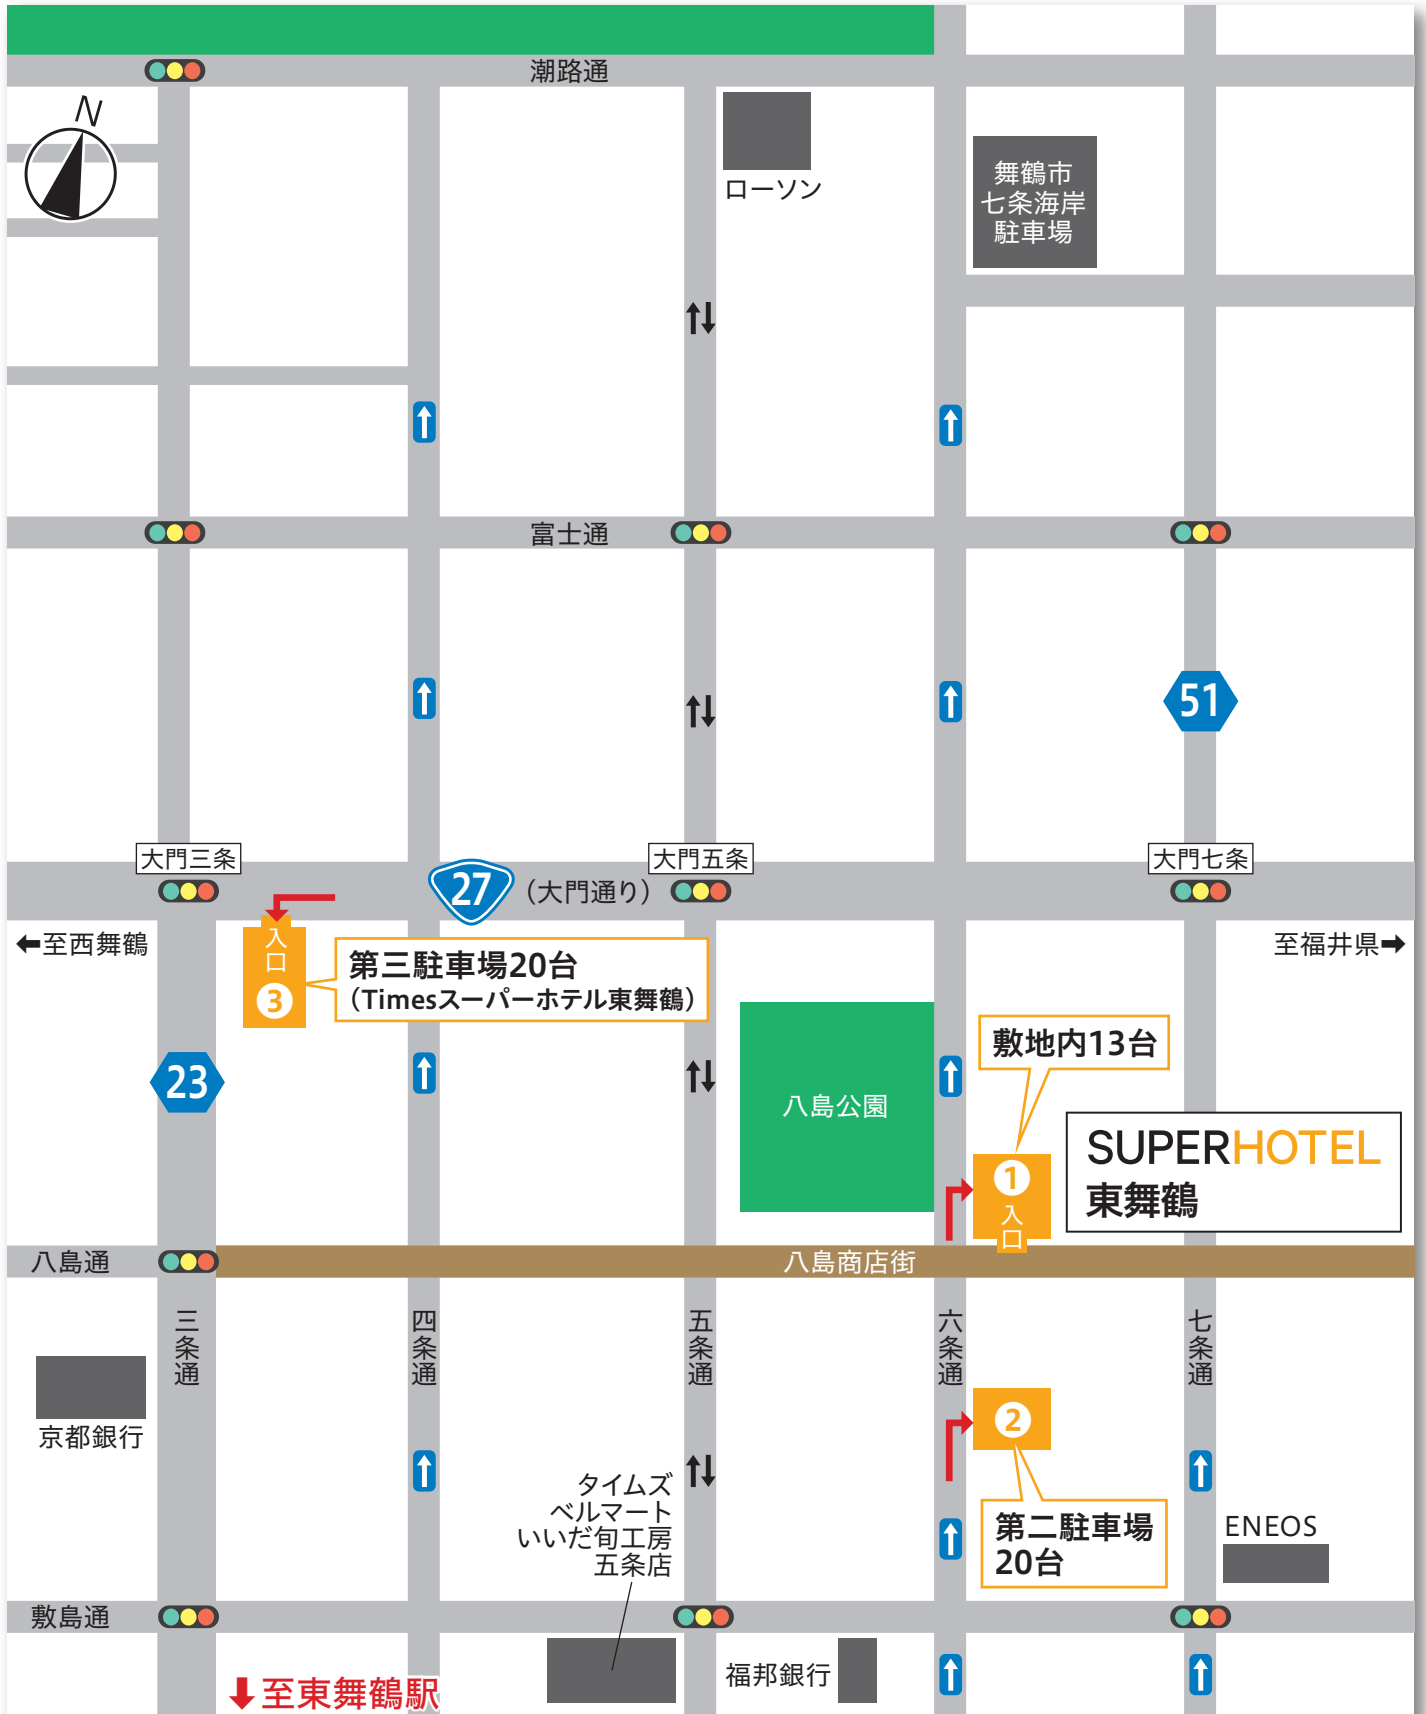 潮路通
N
ローソン
舞鶴市
七条海岸
駐車場
富士通
51
大門三条
大門五条
大門七条
27
（大門通り）
←至西舞鶴
至福井県→
入口
3
第三駐車場20台
（Timesスーパーホテル東舞鶴）
23
敷地内13台
八島公園
1
入口
SUPERHOTEL
東舞鶴
八島通
八島商店街
三条通
四条通
五条通
六条通
七条通
京都銀行
2
第二駐車場
20台
タイムズ
ベルマート
いいだ旬工房
五条店
ENEOS
敷島通
福邦銀行
↓至東舞鶴駅